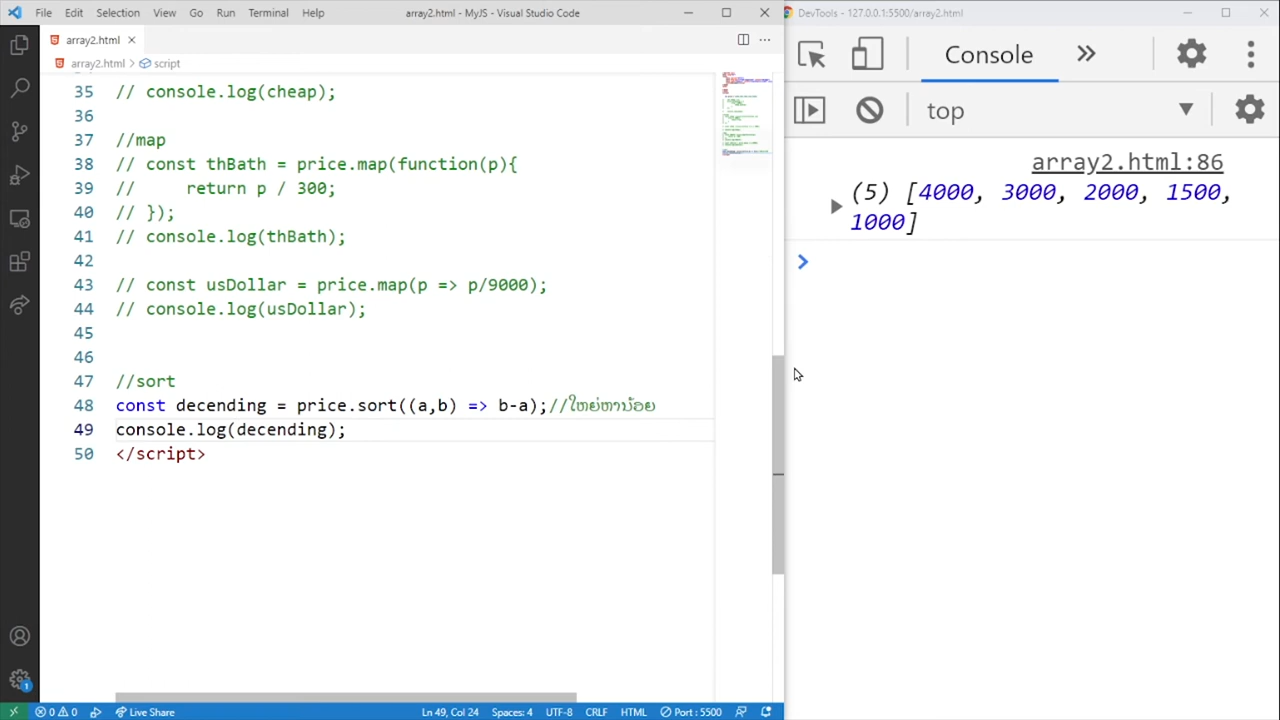 File Edit Selection View Go Run Terminal Help array2.html - MyJS - Visual Studio Code
DevTools - 127.0.0.1:5500/array2.html
array2.html
array2.html > script
Console
top
35 // console.log(cheap);
36
37 //map
38 // const thBath = price.map(function(p){
39 //     return p / 300;
40 // });
41 // console.log(thBath);
42
43 // const usDollar = price.map(p => p/9000);
44 // console.log(usDollar);
45
46
47 //sort
48 const decending = price.sort((a,b) => b-a);//ໃຫຍ່ຫານ້ອຍ
49 console.log(decending);
50 </script>
array2.html:86
(5) [4000, 3000, 2000, 1500,
1000]
1
0 0 Live Share Ln 49, Col 24 Spaces: 4 UTF-8 CRLF HTML Port : 5500